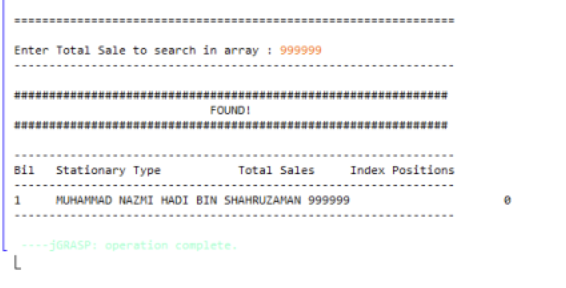 ===============================================================
Enter Total Sale to search in array : 999999
---------------------------------------------------------------
##############################################################
FOUND!
##############################################################
---------------------------------------------------------------
Bil Stationary Type Total Sales Index Positions
---------------------------------------------------------------
1 MUHAMMAD NAZMI HADI BIN SHAHRUZAMAN 999999 0
---------------------------------------------------------------
----jGRASP: operation complete.